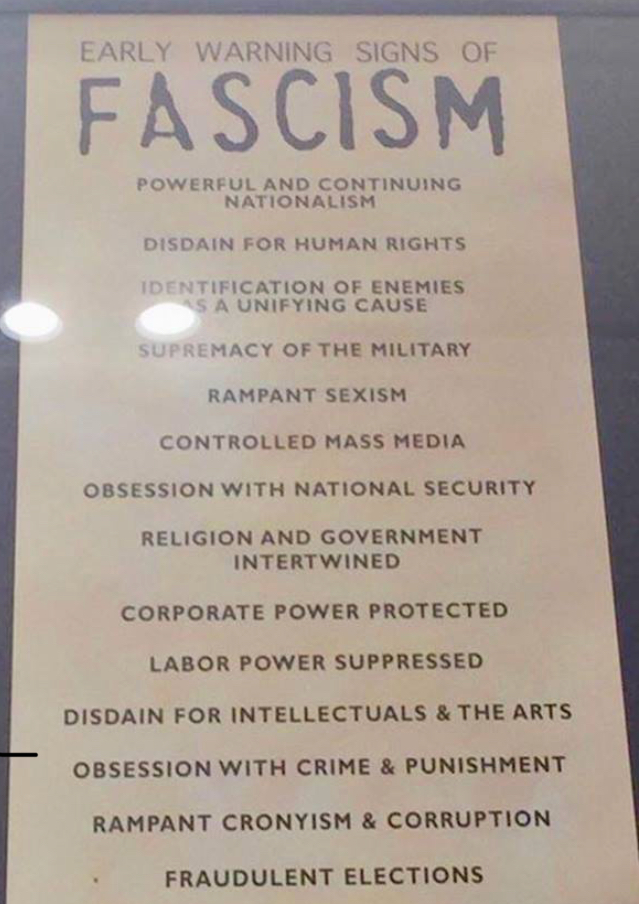 EARLY WARNING SIGNS OF
FASCISM
POWERFUL AND CONTINUING
NATIONALISM
DISDAIN FOR HUMAN RIGHTS
IDENTIFICATION OF ENEMIES
AS A UNIFYING CAUSE
SUPREMACY OF THE MILITARY
RAMPANT SEXISM
CONTROLLED MASS MEDIA
OBSESSION WITH NATIONAL SECURITY
RELIGION AND GOVERNMENT
INTERTWINED
CORPORATE POWER PROTECTED
LABOR POWER SUPPRESSED
DISDAIN FOR INTELLECTUALS & THE ARTS
OBSESSION WITH CRIME & PUNISHMENT
RAMPANT CRONYISM & CORRUPTION
FRAUDULENT ELECTIONS